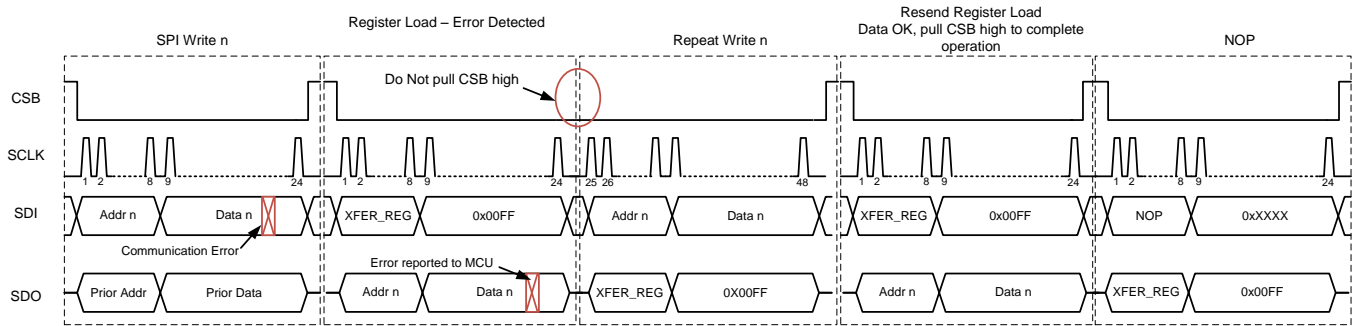 Register Load – Error Detected
Resend Register Load
Data OK, pull CSB high to complete
operation
SPI Write n
Repeat Write n
NOP
Do Not pull CSB high
CSB
SCLK
1 2 8 9 24 1 2 8 9 24 25 26 48 1 2 8 9 24 1 2 8 9 24
SDI
Addr n Data n XFER_REG 0x00FF Addr n Data n XFER_REG 0x00FF NOP 0xXXXX
Communication Error
Error reported to MCU
SDO
Prior Addr Prior Data Addr n Data n XFER_REG 0X00FF Addr n Data n XFER_REG 0x00FF